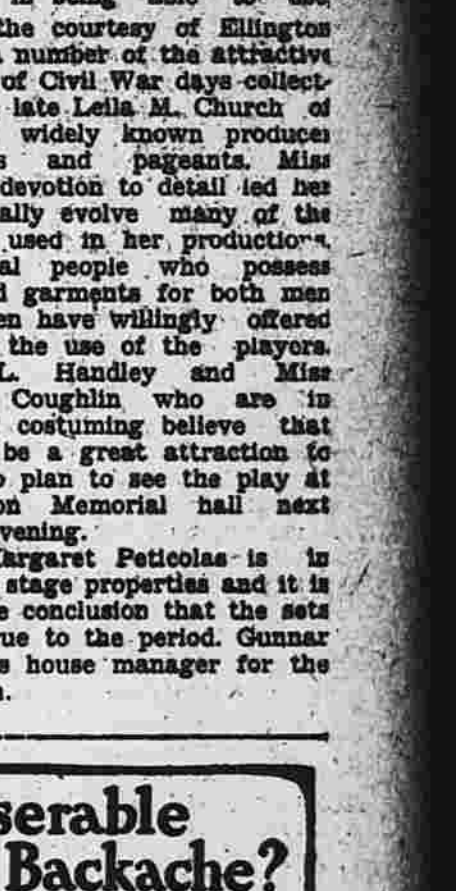 the courtesy of Ellington
number of the attractive
of Civil War days collect-
late Leila M. Church of
widely known producer
s and pageants. Miss
devotion to detail led her
ally evolve many of the
used in her productions.
al people who possess
d garments for both men
en have willingly offered
the use of the players.
L. Handley and Miss
Coughlin who are in
costuming believe that
be a great attraction to
o plan to see the play at
on Memorial hall next
vening.
argaret Peticolas is in
stage properties and it is
e conclusion that the sets
rue to the period. Gunnar
s house manager for the
n.
serable
Backache?